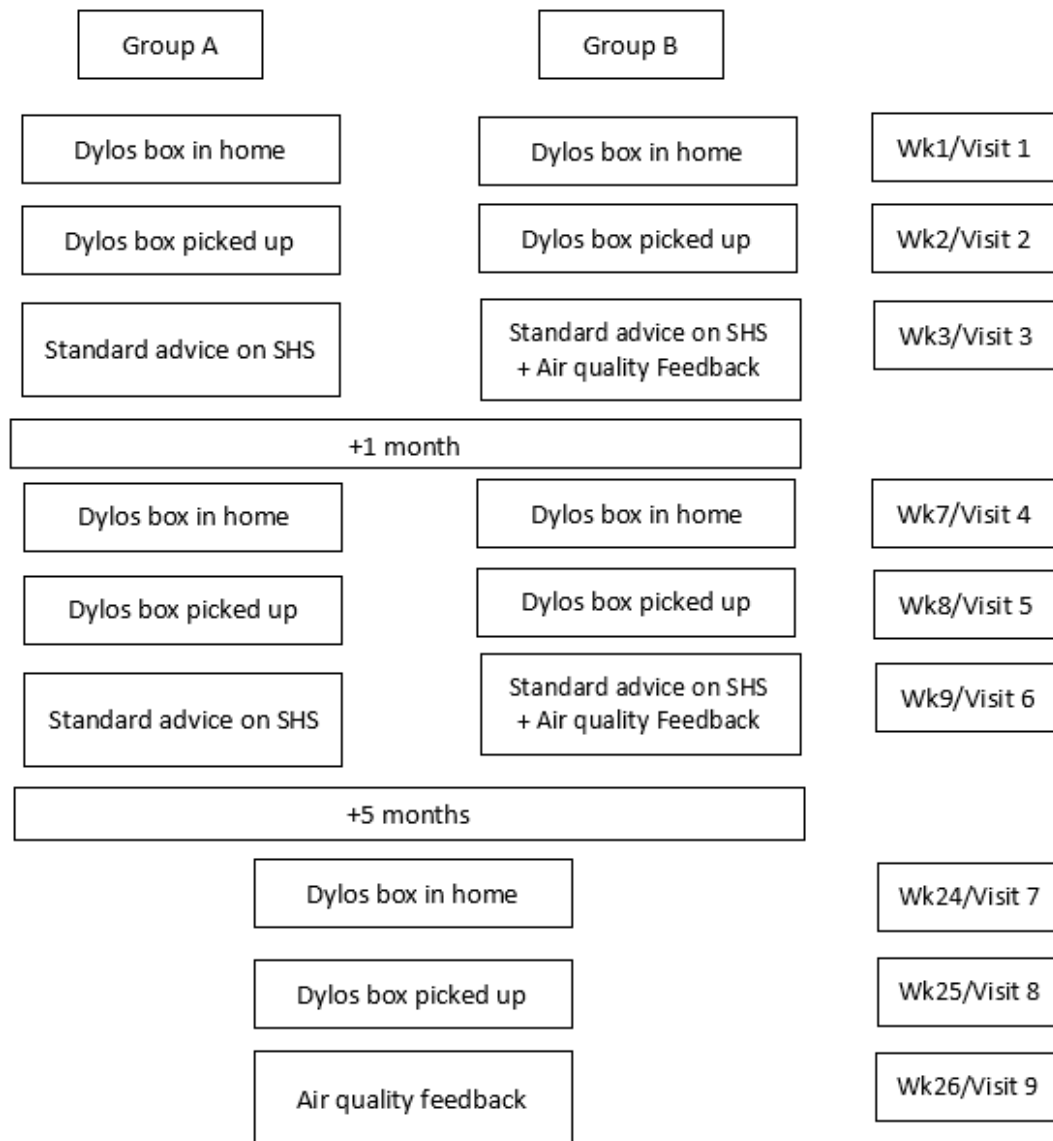 Group A
Group B
Dylos box in home
Dylos box in home
Wk1/Visit 1
Dylos box picked up
Dylos box picked up
Wk2/Visit 2
Standard advice on SHS
Standard advice on SHS
+ Air quality Feedback
Wk3/Visit 3
+1 month
Dylos box in home
Dylos box in home
Wk7/Visit 4
Dylos box picked up
Dylos box picked up
Wk8/Visit 5
Standard advice on SHS
Standard advice on SHS
+ Air quality Feedback
Wk9/Visit 6
+5 months
Dylos box in home
Wk24/Visit 7
Dylos box picked up
Wk25/Visit 8
Air quality feedback
Wk26/Visit 9